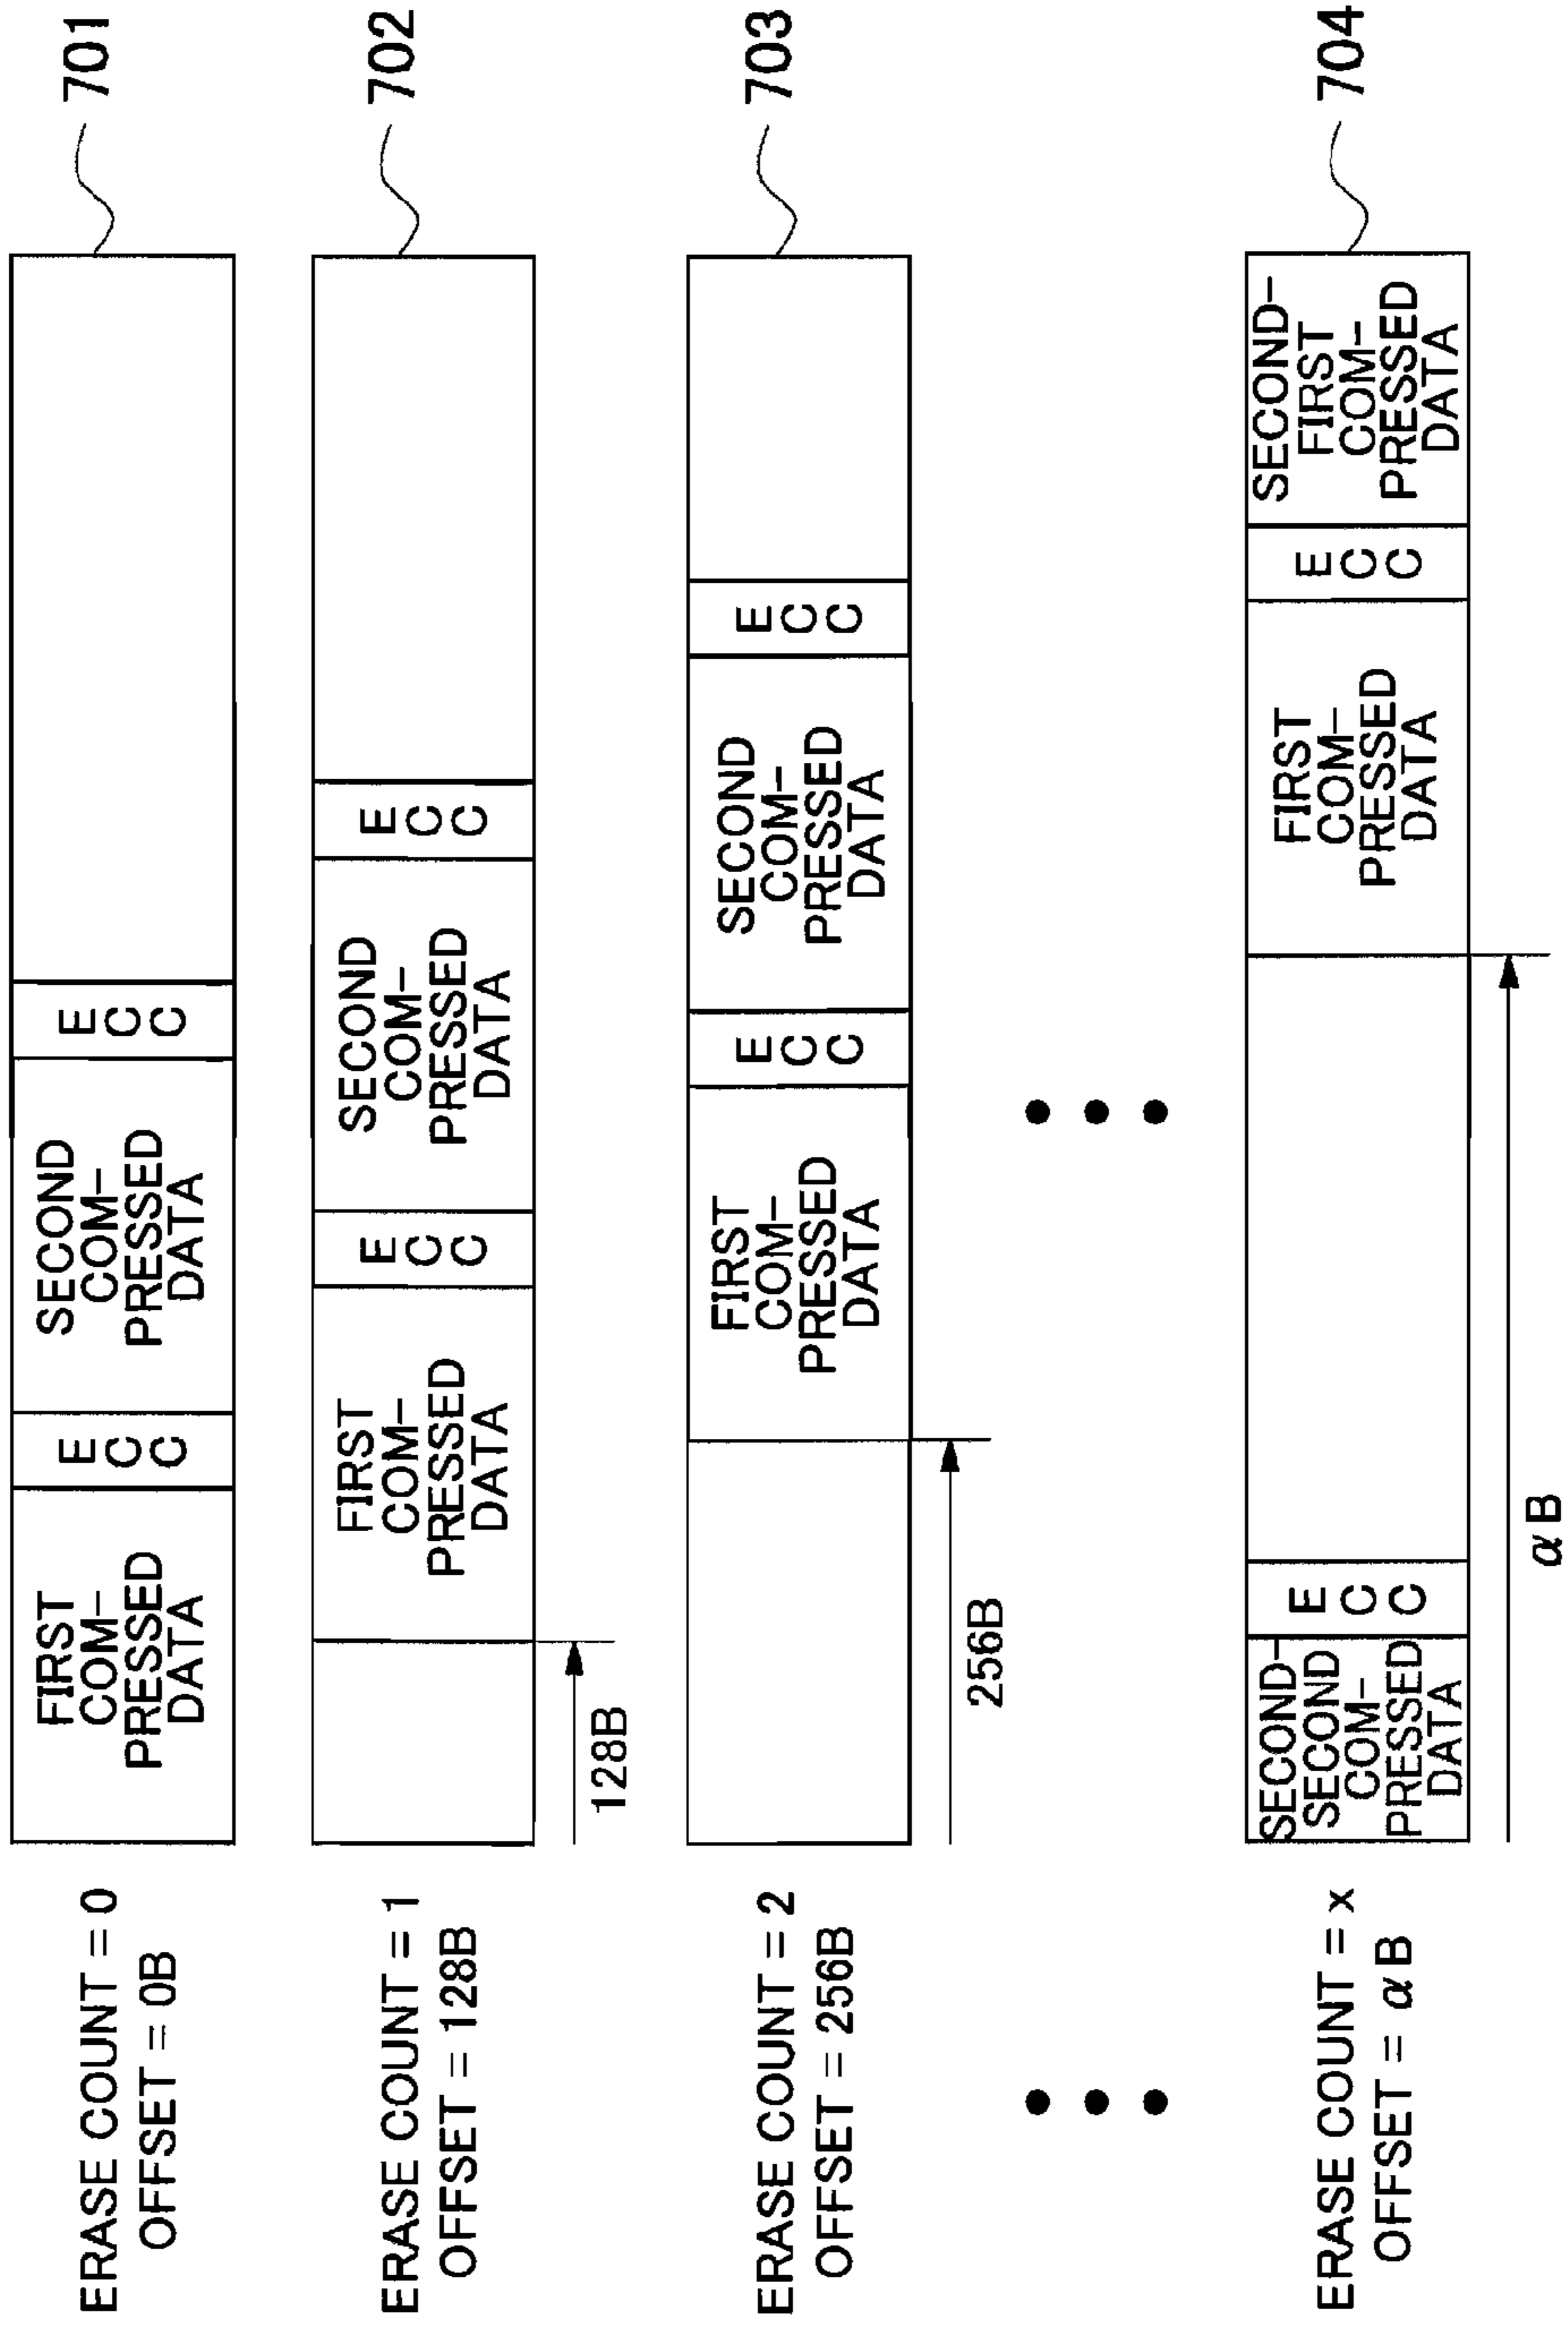 ERASE COUNT = 0
OFFSET = 0B
FIRST
COM-
PRESSED
DATA
E
C
C
SECOND
COM-
PRESSED
DATA
E
C
C
701
ERASE COUNT = 1
OFFSET = 128B
FIRST
COM-
PRESSED
DATA
E
C
C
SECOND
COM-
PRESSED
DATA
E
C
C
702
128B
ERASE COUNT = 2
OFFSET = 256B
FIRST
COM-
PRESSED
DATA
E
C
C
SECOND
COM-
PRESSED
DATA
E
C
C
703
256B
ERASE COUNT = x
OFFSET = α B
SECOND-
SECOND
COM-
PRESSED
DATA
E
C
C
FIRST
COM-
PRESSED
DATA
E
C
C
SECOND-
FIRST
COM-
PRESSED
DATA
704
α B